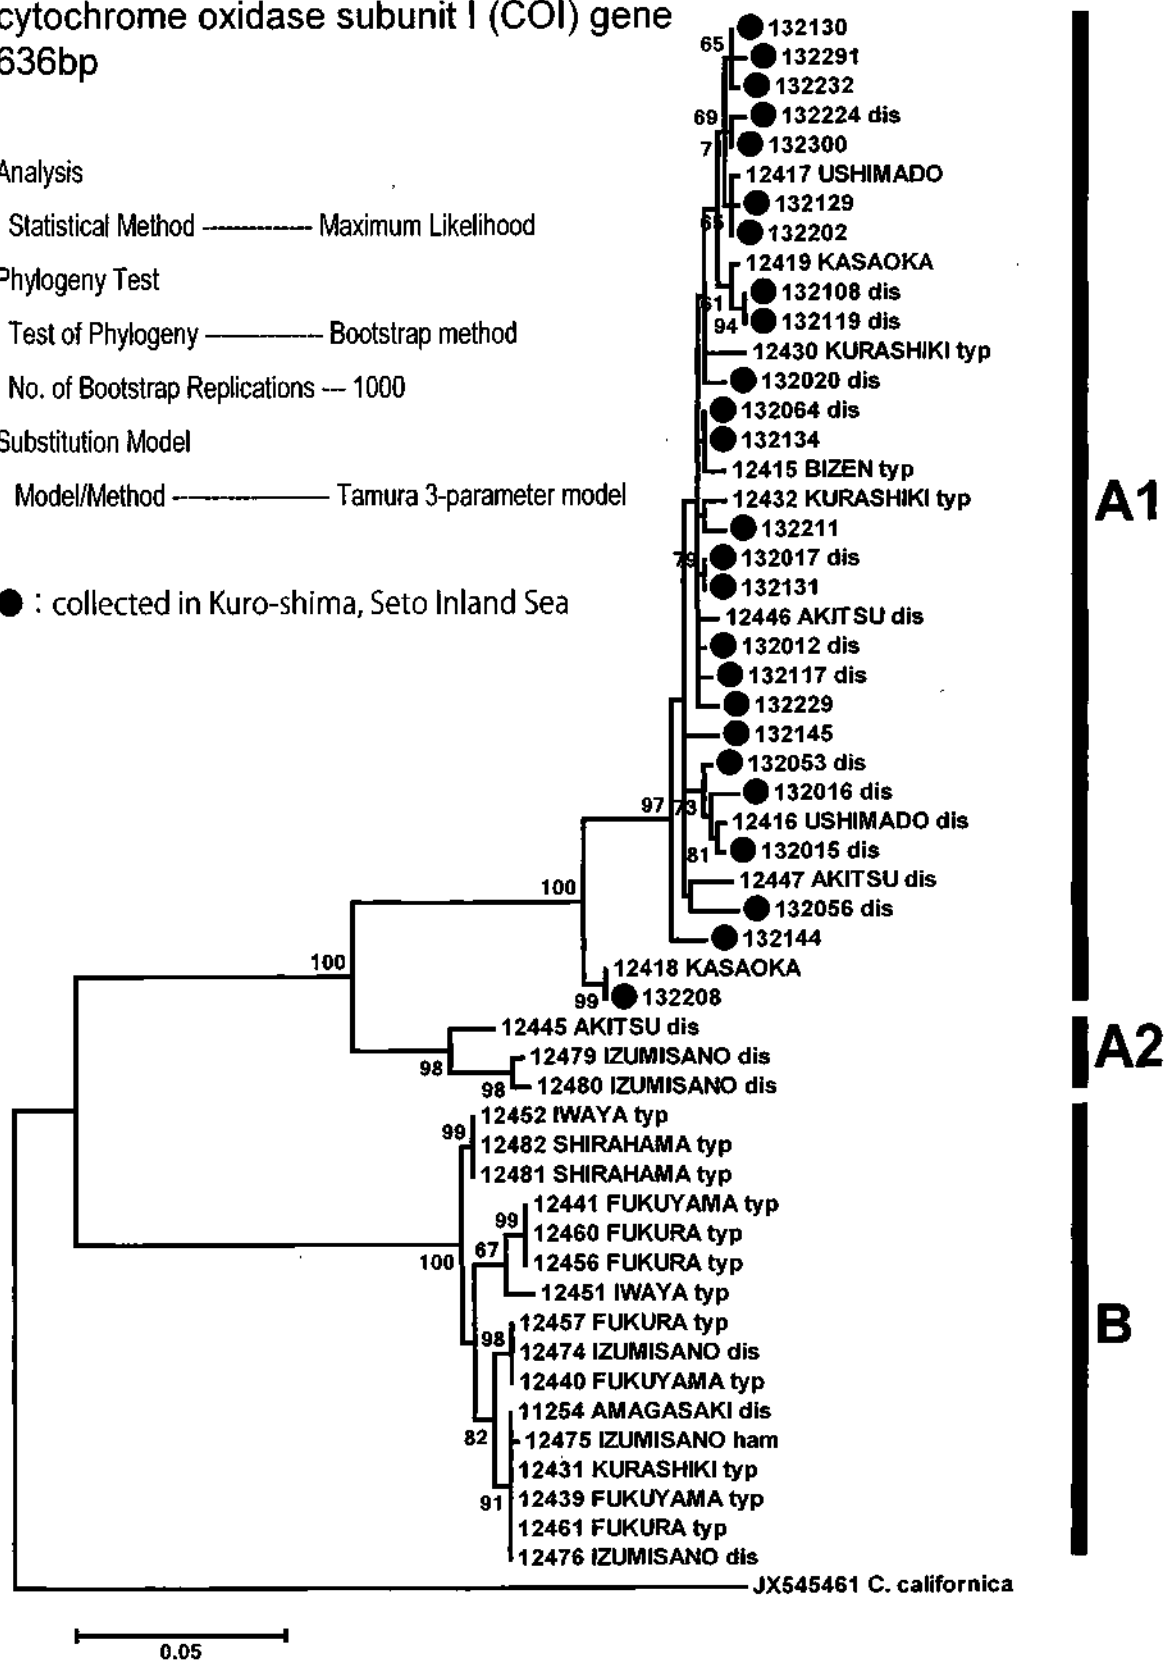 cytochrome oxidase subunit I (COI) gene
636bp
Analysis
Statistical Method ------------- Maximum Likelihood
Phylogeny Test
Test of Phylogeny ------------- Bootstrap method
No. of Bootstrap Replications --- 1000
Substitution Model
Model/Method ------------------ Tamura 3-parameter model
: collected in Kuro-shima, Seto Inland Sea
132130
65
132291
132232
69
132224 dis
7
132300
12417 USHIMADO
132129
65
132202
12419 KASAOKA
132108 dis
61
94
132119 dis
12430 KURASHIKI typ
132020 dis
132064 dis
132134
12415 BIZEN typ
12432 KURASHIKI typ
A1
132211
79
132017 dis
132131
12446 AKITSU dis
132012 dis
132117 dis
132229
132145
132053 dis
132016 dis
97
73
12416 USHIMADO dis
132015 dis
81
12447 AKITSU dis
100
132056 dis
132144
100
12418 KASAOKA
99
132208
12445 AKITSU dis
A2
12479 IZUMISANO dis
98
98
12480 IZUMISANO dis
12452 IWAYA typ
99
12482 SHIRAHAMA typ
12481 SHIRAHAMA typ
12441 FUKUYAMA typ
99
12460 FUKURA typ
67
12456 FUKURA typ
100
12451 IWAYA typ
12457 FUKURA typ
B
98
12474 IZUMISANO dis
12440 FUKUYAMA typ
11254 AMAGASAKI dis
82
12475 IZUMISANO ham
12431 KURASHIKI typ
91
12439 FUKUYAMA typ
12461 FUKURA typ
12476 IZUMISANO dis
JX545461 C. californica
0.05